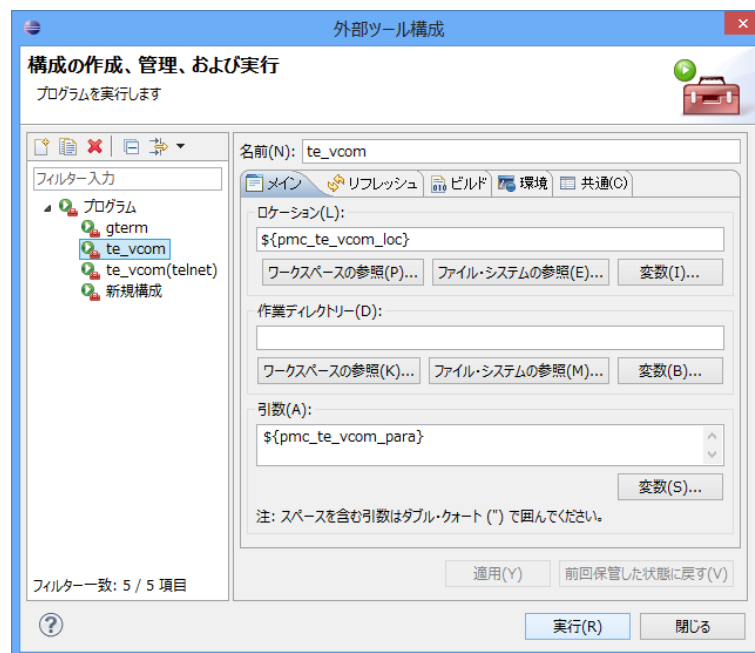 外部ツール構成
構成の作成、管理、および実行
プログラムを実行します
フィルター入力
プログラム
gterm
te_vcom
te_vcom(telnet)
新規構成
フィルター一致: 5 / 5 項目
名前(N): te_vcom
メイン リフレッシュ ビルド 環境 共通(C)
ロケーション(L):
${pmc_te_vcom_loc}
ワークスペースの参照(P)... ファイル・システムの参照(E)... 変数(I)...
作業ディレクトリー(D):
ワークスペースの参照(K)... ファイル・システムの参照(M)... 変数(B)...
引数(A):
${pmc_te_vcom_para}
変数(S)...
注: スペースを含む引数はダブル・クォート (") で囲んでください。
適用(Y) 前回保管した状態に戻す(V)
実行(R) 閉じる